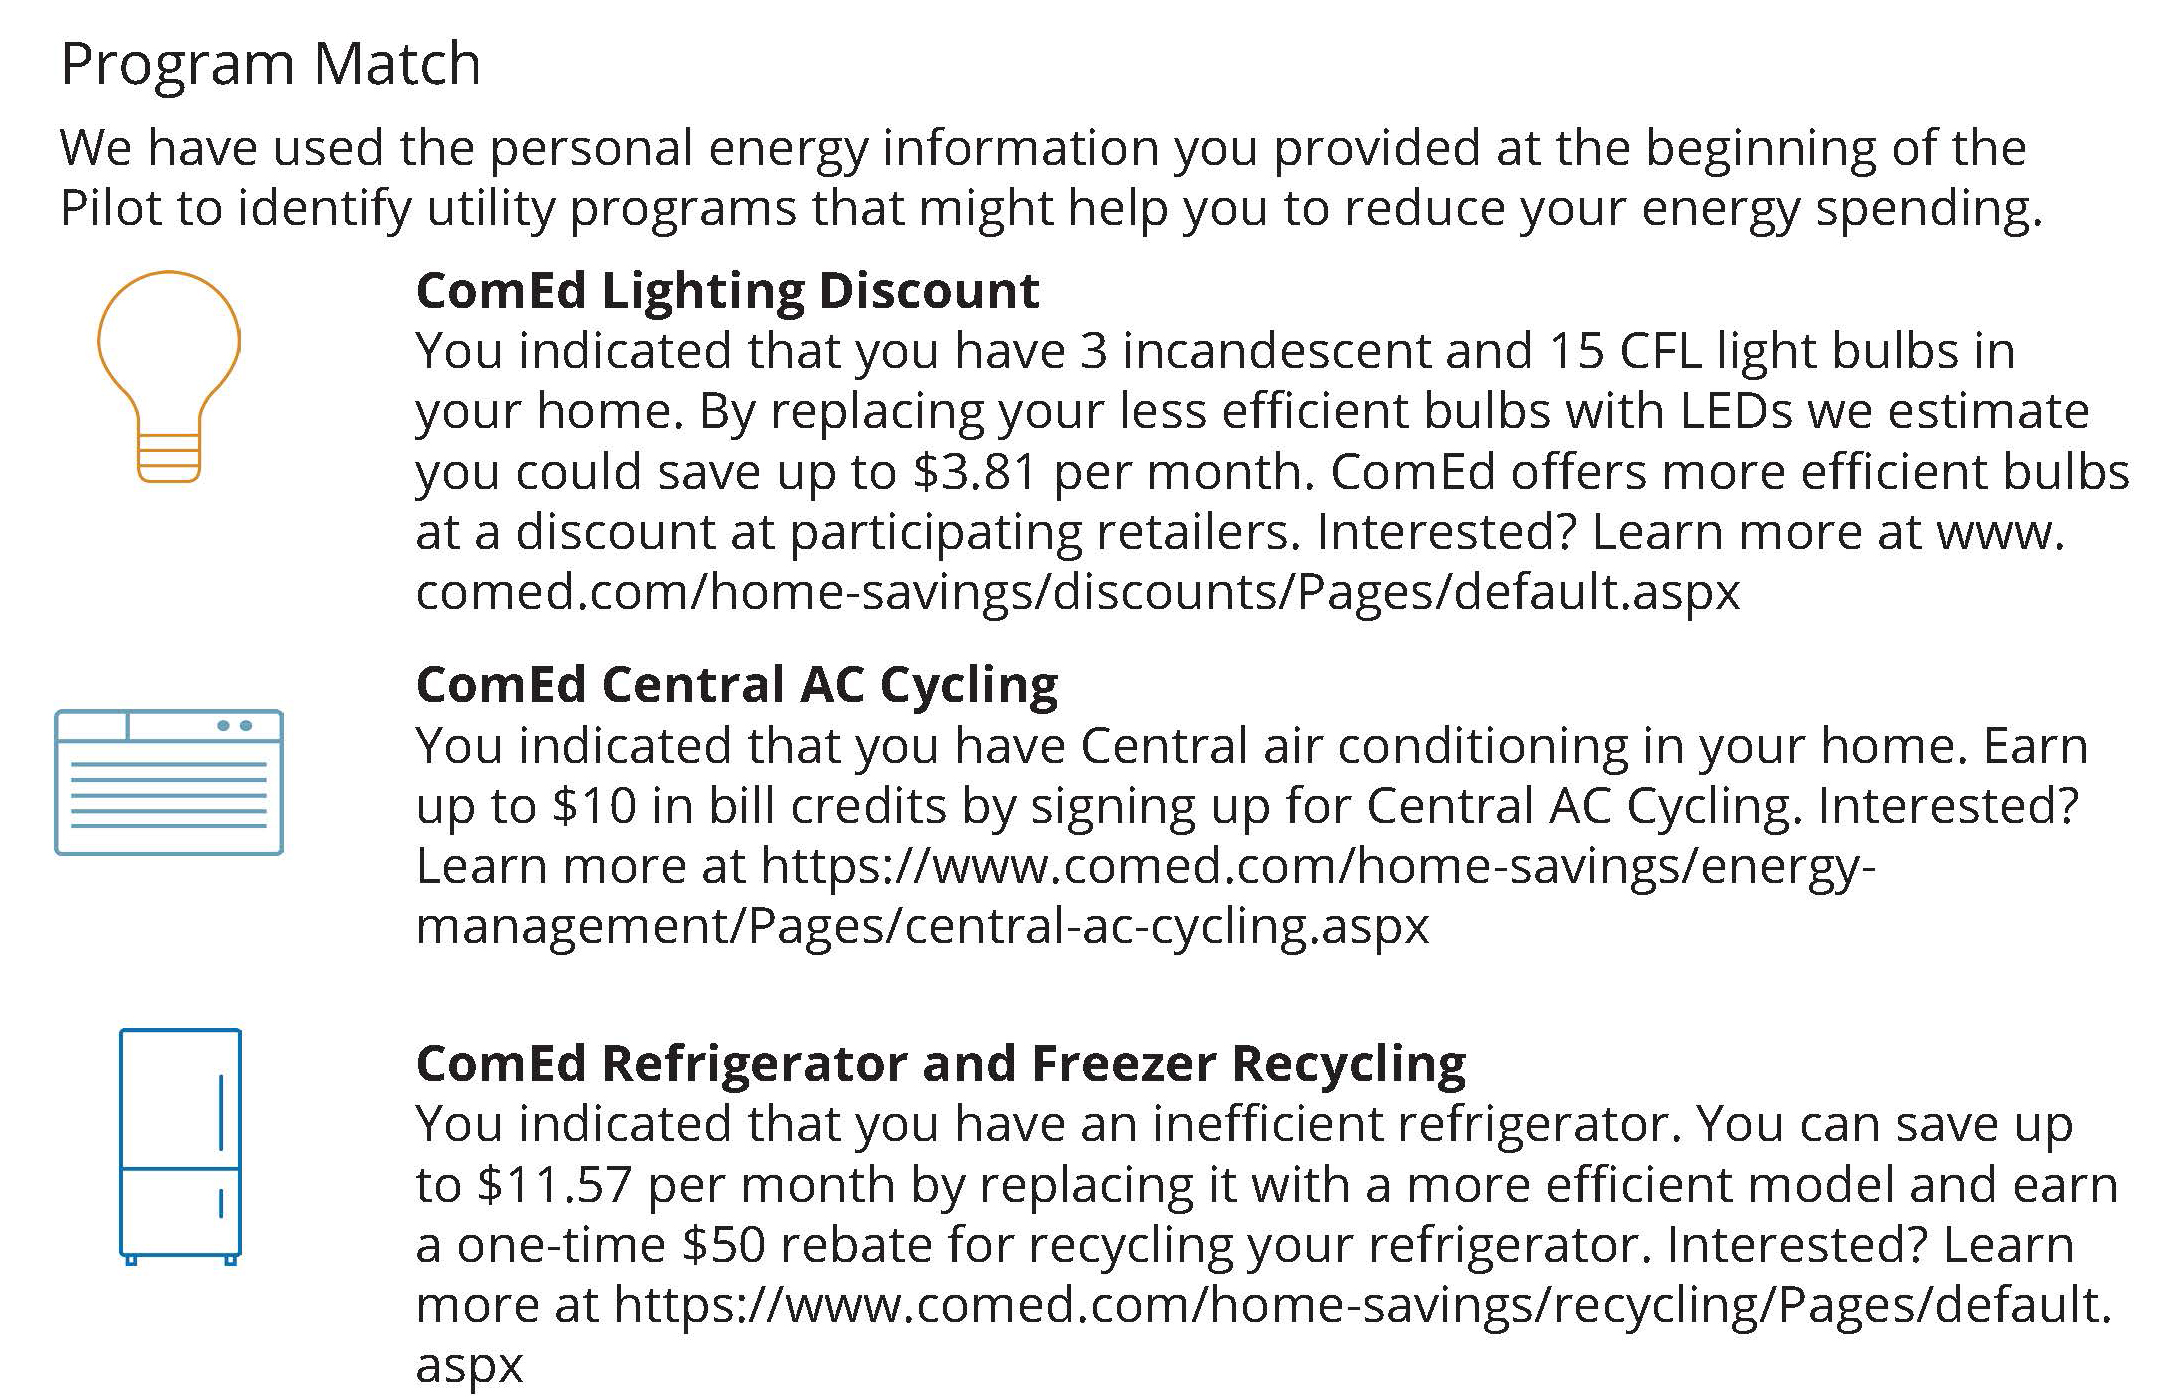 Program Match
We have used the personal energy information you provided at the beginning of the
Pilot to identify utility programs that might help you to reduce your energy spending.
ComEd Lighting Discount
You indicated that you have 3 incandescent and 15 CFL light bulbs in
your home. By replacing your less efficient bulbs with LEDs we estimate
you could save up to $3.81 per month. ComEd offers more efficient bulbs
at a discount at participating retailers. Interested? Learn more at www.
comed.com/home-savings/discounts/Pages/default.aspx
ComEd Central AC Cycling
You indicated that you have Central air conditioning in your home. Earn
up to $10 in bill credits by signing up for Central AC Cycling. Interested?
Learn more at https://www.comed.com/home-savings/energy-
management/Pages/central-ac-cycling.aspx
ComEd Refrigerator and Freezer Recycling
You indicated that you have an inefficient refrigerator. You can save up
to $11.57 per month by replacing it with a more efficient model and earn
a one-time $50 rebate for recycling your refrigerator. Interested? Learn
more at https://www.comed.com/home-savings/recycling/Pages/default.
aspx